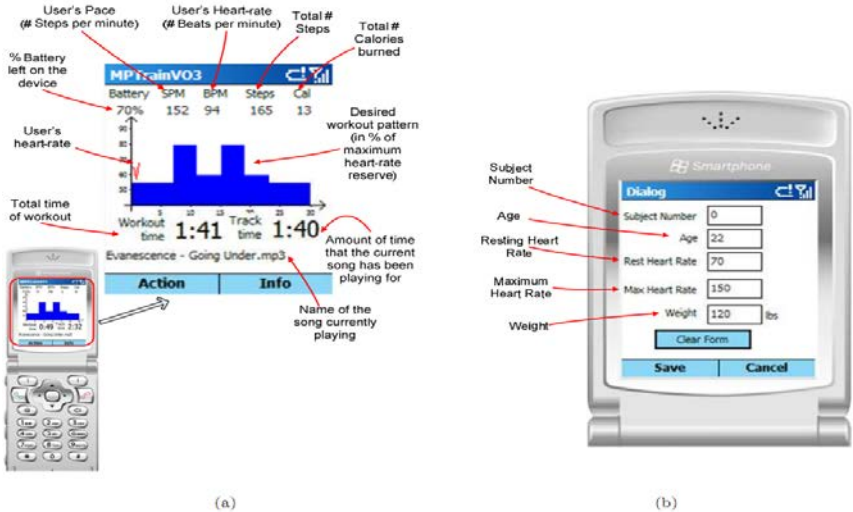 User's Pace
(# Steps per minute)
User's Heart-rate
(# Beats per minute)
Total #
Steps
Total #
Calories
burned
% Battery
left on the
device
MPTrainVO3
Battery SPM BPM Steps Cal
70% 152 94 165 13
User's
heart-rate
Desired
workout pattern
(in % of
maximum
heart-rate
reserve)
Total time
of workout
Workout
time
1:41
Track
time
1:40
Evanescence - Going Under.mp3
Action Info
Amount of time
that the current
song has been
playing for
Name of the
song currently
playing
0:49 2:32
(a)
Smartphone
Dialog
Subject
Number
Subject Number 0
Age
Age 22
Resting Heart
Rate
Rest Heart Rate 70
Maximum
Heart Rate
Max Heart Rate 150
Weight
Weight 120 lbs
Clear Form
Save Cancel
(b)